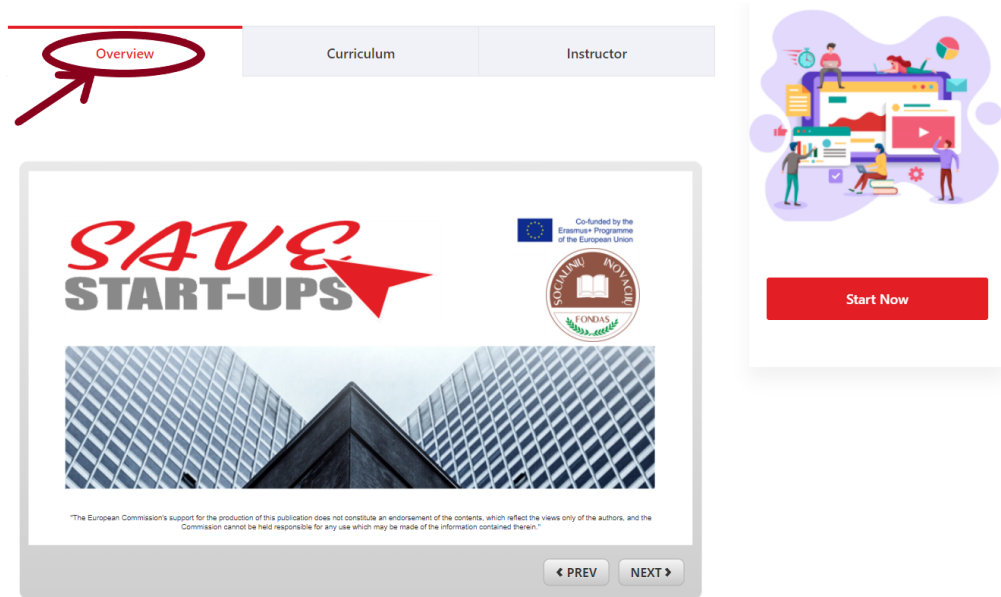 Overview
Curriculum
Instructor
SAVE
START-UPS
Co-funded by the
Erasmus+ Programme
of the European Union
SOCIALINIŲ INOVACIJŲ
FONDAS
"The European Commission's support for the production of this publication does not constitute an endorsement of the contents, which reflect the views only of the authors, and the
Commission cannot be held responsible for any use which may be made of the information contained therein."
PREV
NEXT
Start Now